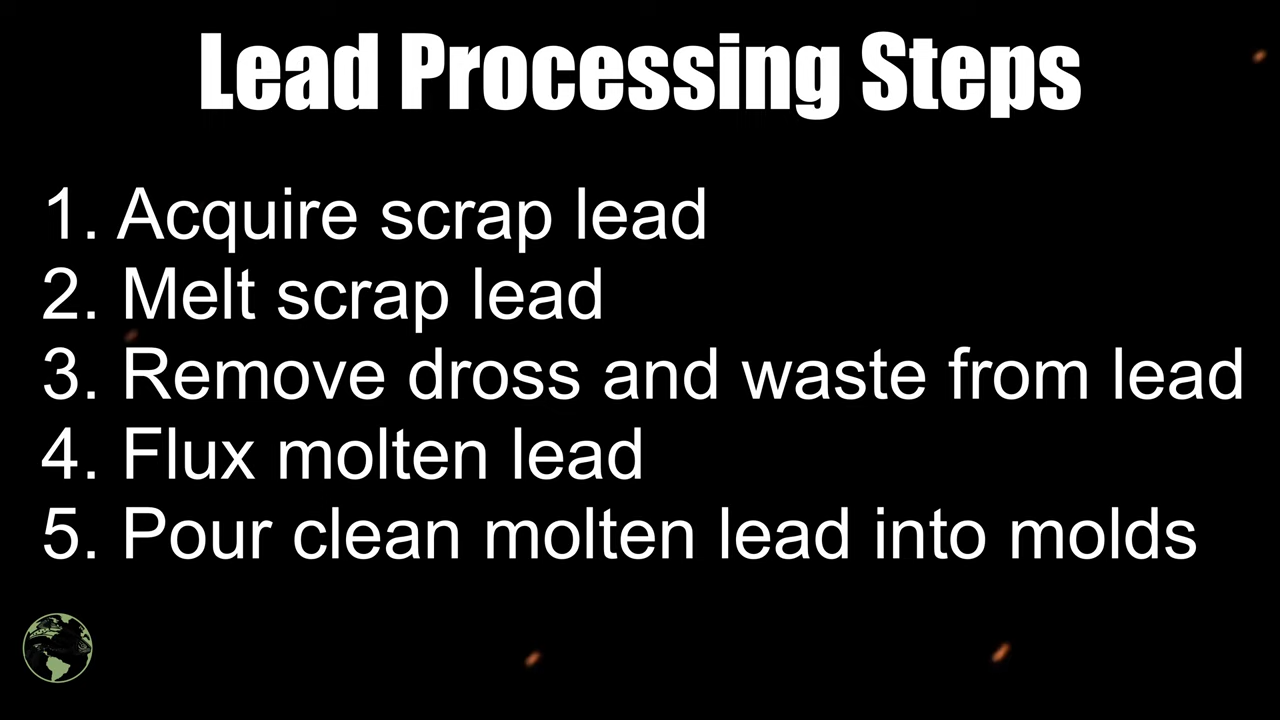 Lead Processing Steps
1. Acquire scrap lead
2. Melt scrap lead
3. Remove dross and waste from lead
4. Flux molten lead
5. Pour clean molten lead into molds